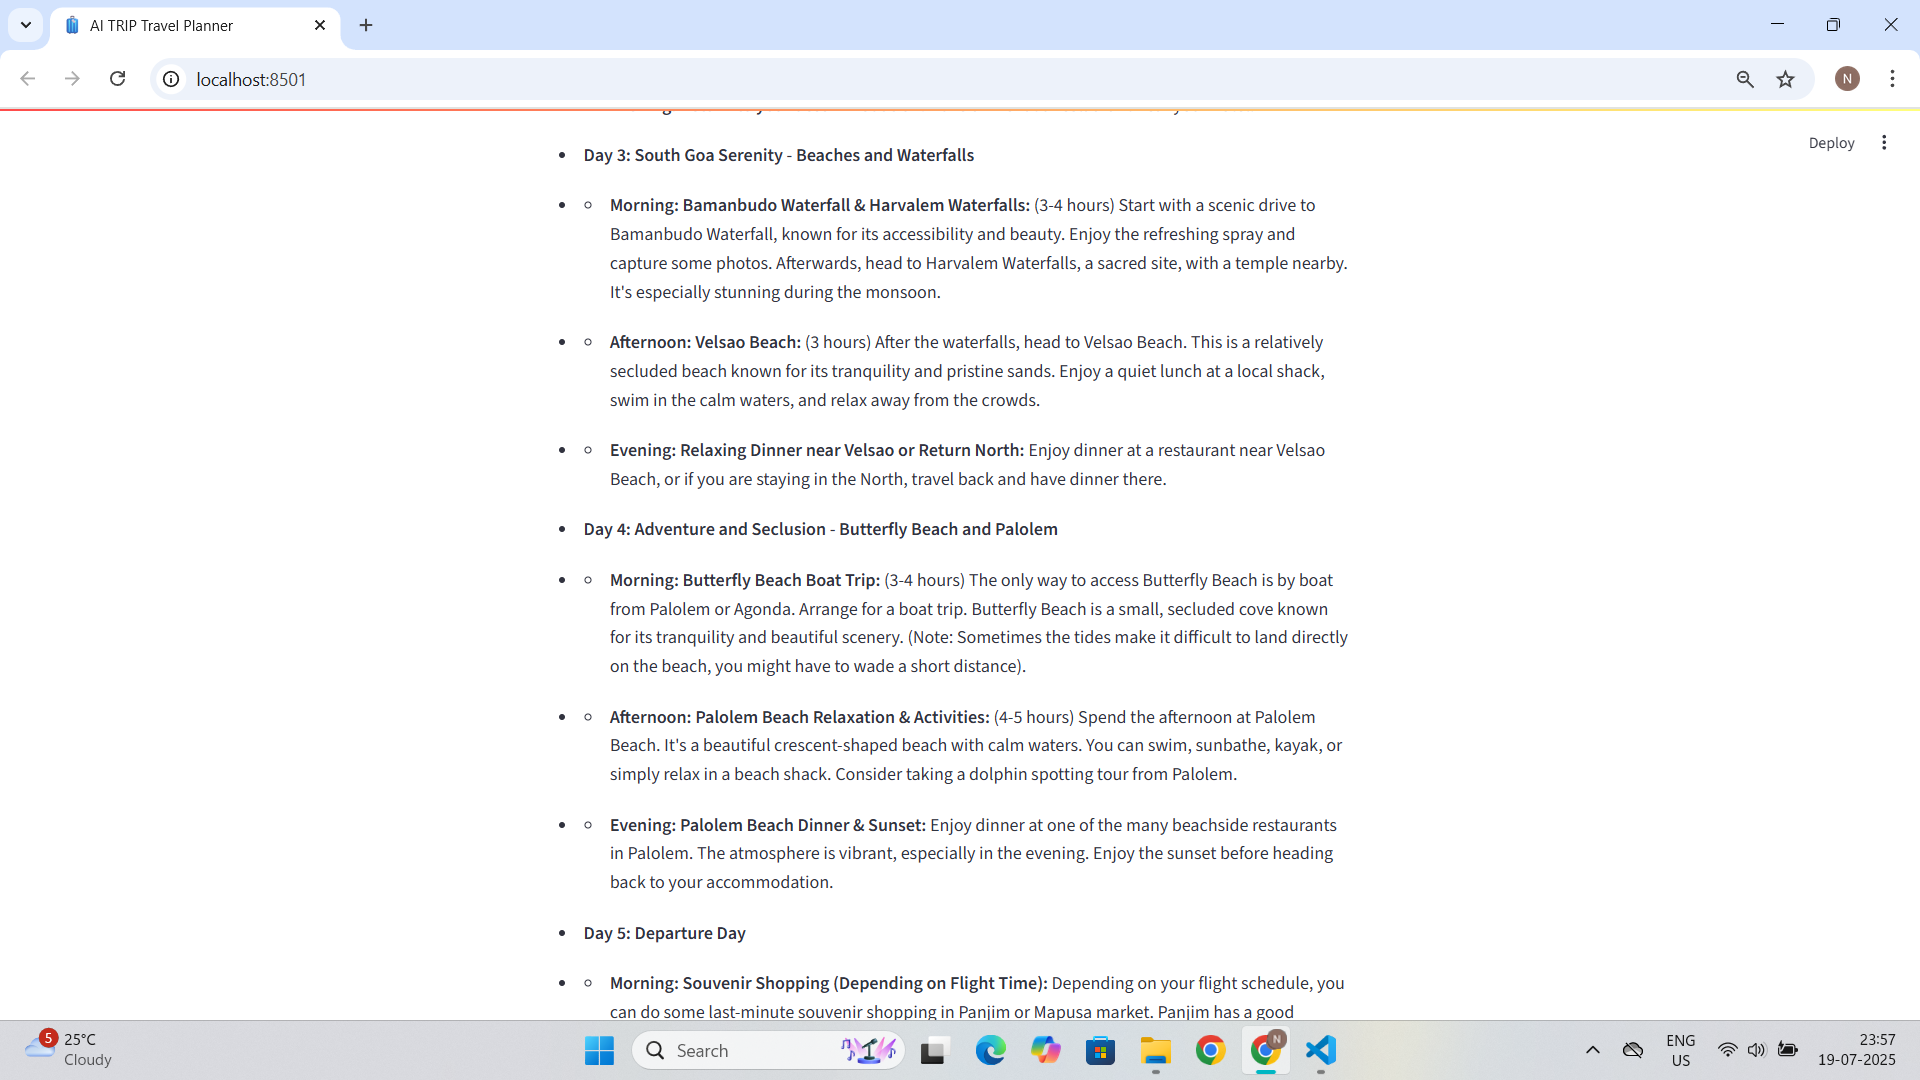 AI TRIP Travel Planner
localhost:8501
N
Deploy
Day 3: South Goa Serenity - Beaches and Waterfalls
Morning: Bamanbudo Waterfall & Harvalem Waterfalls: (3-4 hours) Start with a scenic drive to
Bamanbudo Waterfall, known for its accessibility and beauty. Enjoy the refreshing spray and
capture some photos. Afterwards, head to Harvalem Waterfalls, a sacred site, with a temple nearby.
It's especially stunning during the monsoon.
Afternoon: Velsao Beach: (3 hours) After the waterfalls, head to Velsao Beach. This is a relatively
secluded beach known for its tranquility and pristine sands. Enjoy a quiet lunch at a local shack,
swim in the calm waters, and relax away from the crowds.
Evening: Relaxing Dinner near Velsao or Return North: Enjoy dinner at a restaurant near Velsao
Beach, or if you are staying in the North, travel back and have dinner there.
Day 4: Adventure and Seclusion - Butterfly Beach and Palolem
Morning: Butterfly Beach Boat Trip: (3-4 hours) The only way to access Butterfly Beach is by boat
from Palolem or Agonda. Arrange for a boat trip. Butterfly Beach is a small, secluded cove known
for its tranquility and beautiful scenery. (Note: Sometimes the tides make it difficult to land directly
on the beach, you might have to wade a short distance).
Afternoon: Palolem Beach Relaxation & Activities: (4-5 hours) Spend the afternoon at Palolem
Beach. It's a beautiful crescent-shaped beach with calm waters. You can swim, sunbathe, kayak, or
simply relax in a beach shack. Consider taking a dolphin spotting tour from Palolem.
Evening: Palolem Beach Dinner & Sunset: Enjoy dinner at one of the many beachside restaurants
in Palolem. The atmosphere is vibrant, especially in the evening. Enjoy the sunset before heading
back to your accommodation.
Day 5: Departure Day
Morning: Souvenir Shopping (Depending on Flight Time): Depending on your flight schedule, you
can do some last-minute souvenir shopping in Panjim or Mapusa market. Panjim has a good
5
25°C
Cloudy
Search
N
ENG
US
23:57
19-07-2025